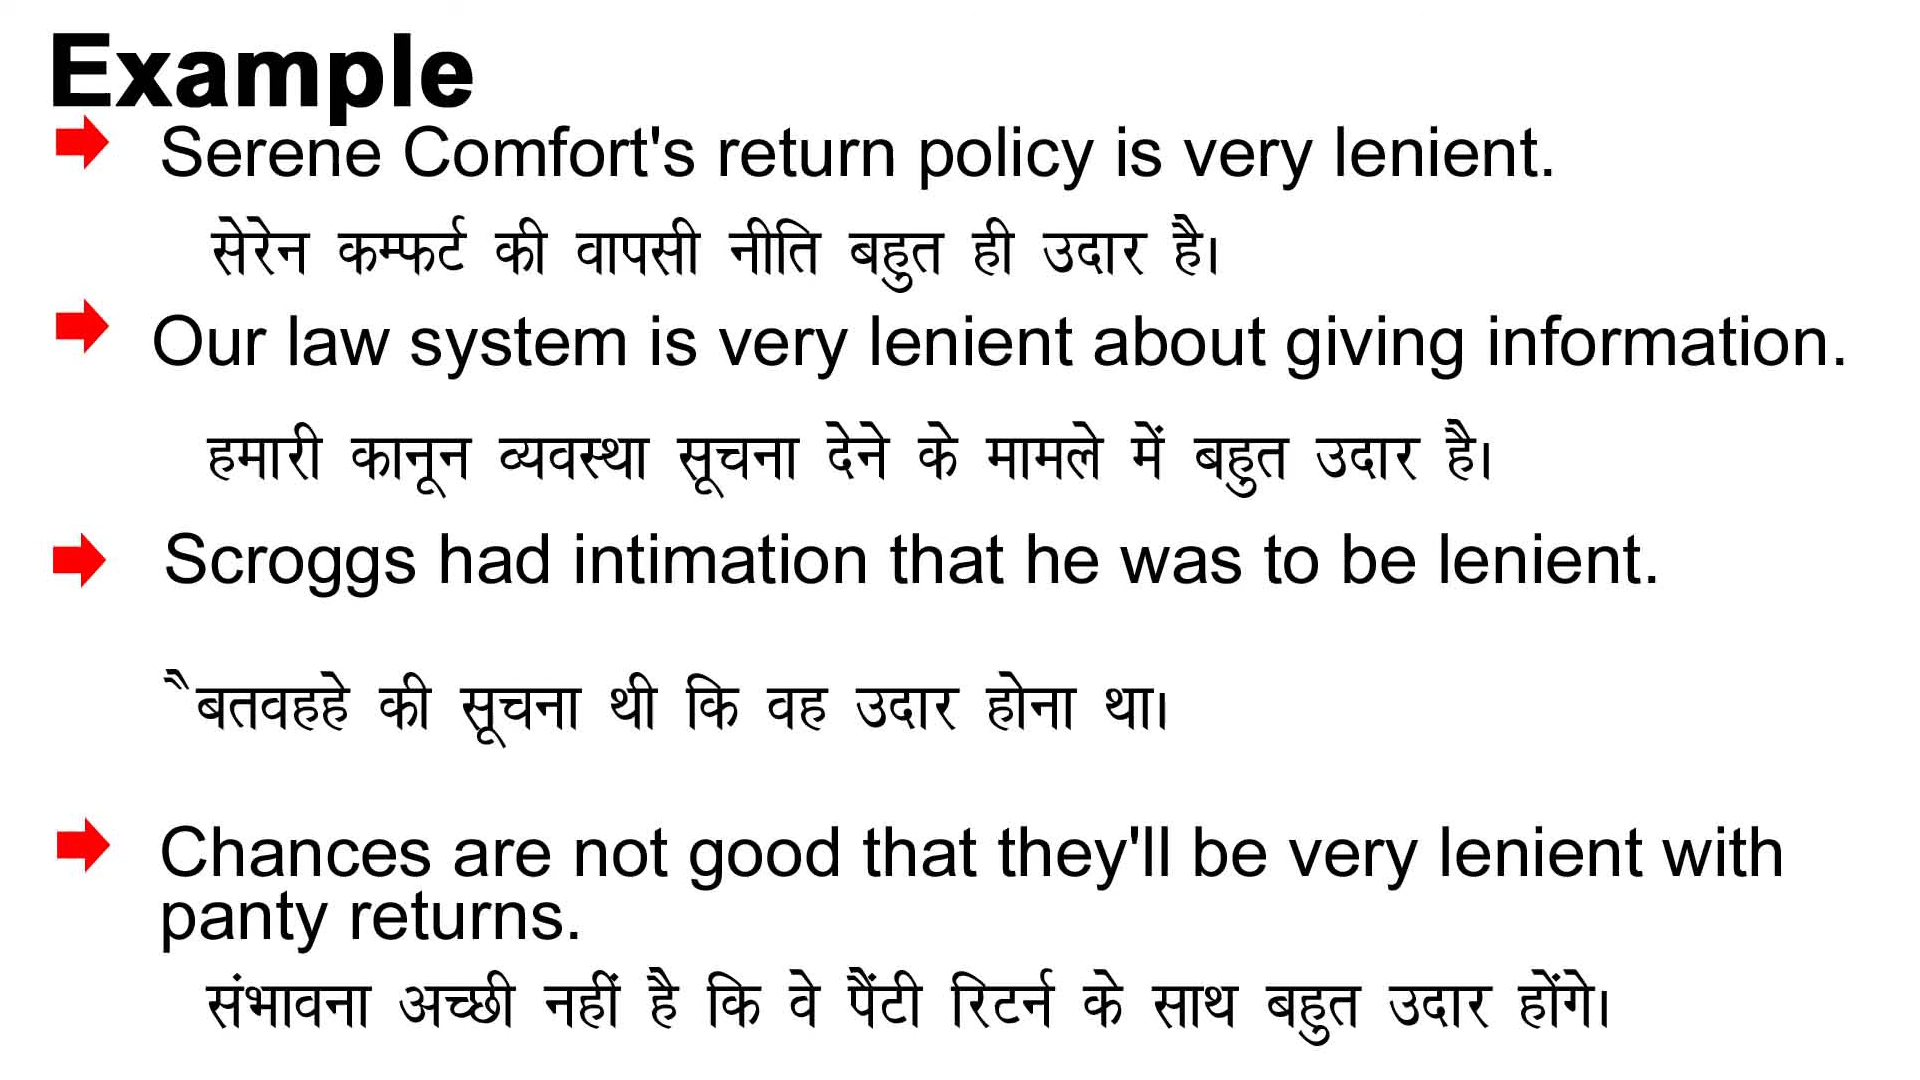 Example
Serene Comfort's return policy is very lenient.
सेरेन कम्फर्ट की वापसी नीति बहुत ही उदार है।
Our law system is very lenient about giving information.
हमारी कानून व्यवस्था सूचना देने के मामले में बहुत उदार है।
Scroggs had intimation that he was to be lenient.
ैबतवहहे की सूचना थी कि वह उदार होना था।
Chances are not good that they'll be very lenient with
panty returns.
संभावना अच्छी नहीं है कि वे पैंटी रिटर्न के साथ बहुत उदार होंगे।